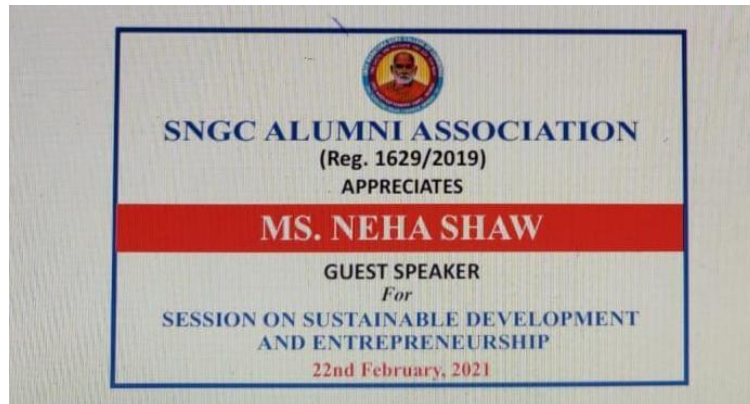 SNGC ALUMNI ASSOCIATION
(Reg. 1629/2019)
APPRECIATES
MS. NEHA SHAW
GUEST SPEAKER
For
SESSION ON SUSTAINABLE DEVELOPMENT
AND ENTREPRENEURSHIP
22nd February, 2021